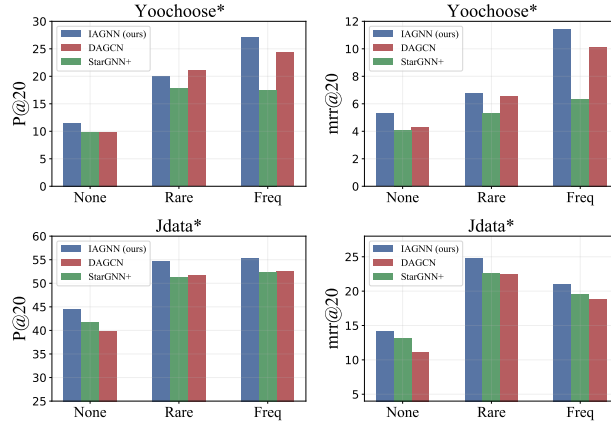 Yoochoose*
P@20
30
25
20
15
10
5
0
IAGNN (ours)
DAGCN
StarGNN+
None
Rare
Freq
Yoochoose*
mrr@20
12
10
8
6
4
2
0
IAGNN (ours)
DAGCN
StarGNN+
None
Rare
Freq
Jdata*
P@20
60
55
50
45
40
35
30
25
IAGNN (ours)
DAGCN
StarGNN+
None
Rare
Freq
Jdata*
mrr@20
25
20
15
10
5
IAGNN (ours)
DAGCN
StarGNN+
None
Rare
Freq